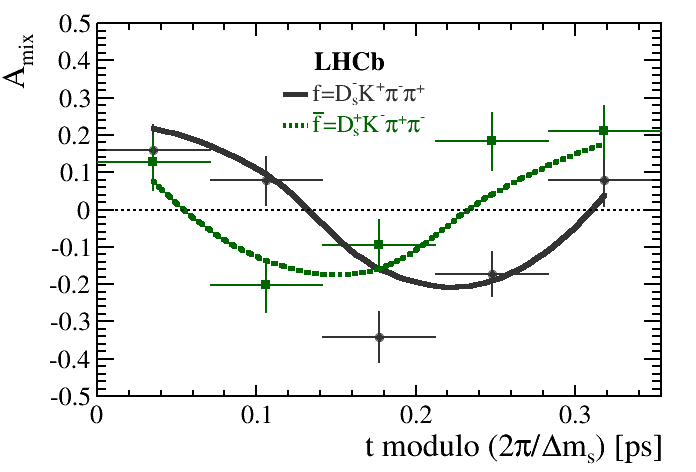 A_mix
0.5
0.4
0.3
0.2
0.1
0
-0.1
-0.2
-0.3
-0.4
-0.5
LHCb
f=D_s^-K^+π^-π^+
f̅=D_s^+K^-π^+π^-
0 0.1 0.2 0.3
t modulo (2π/Δm_s) [ps]